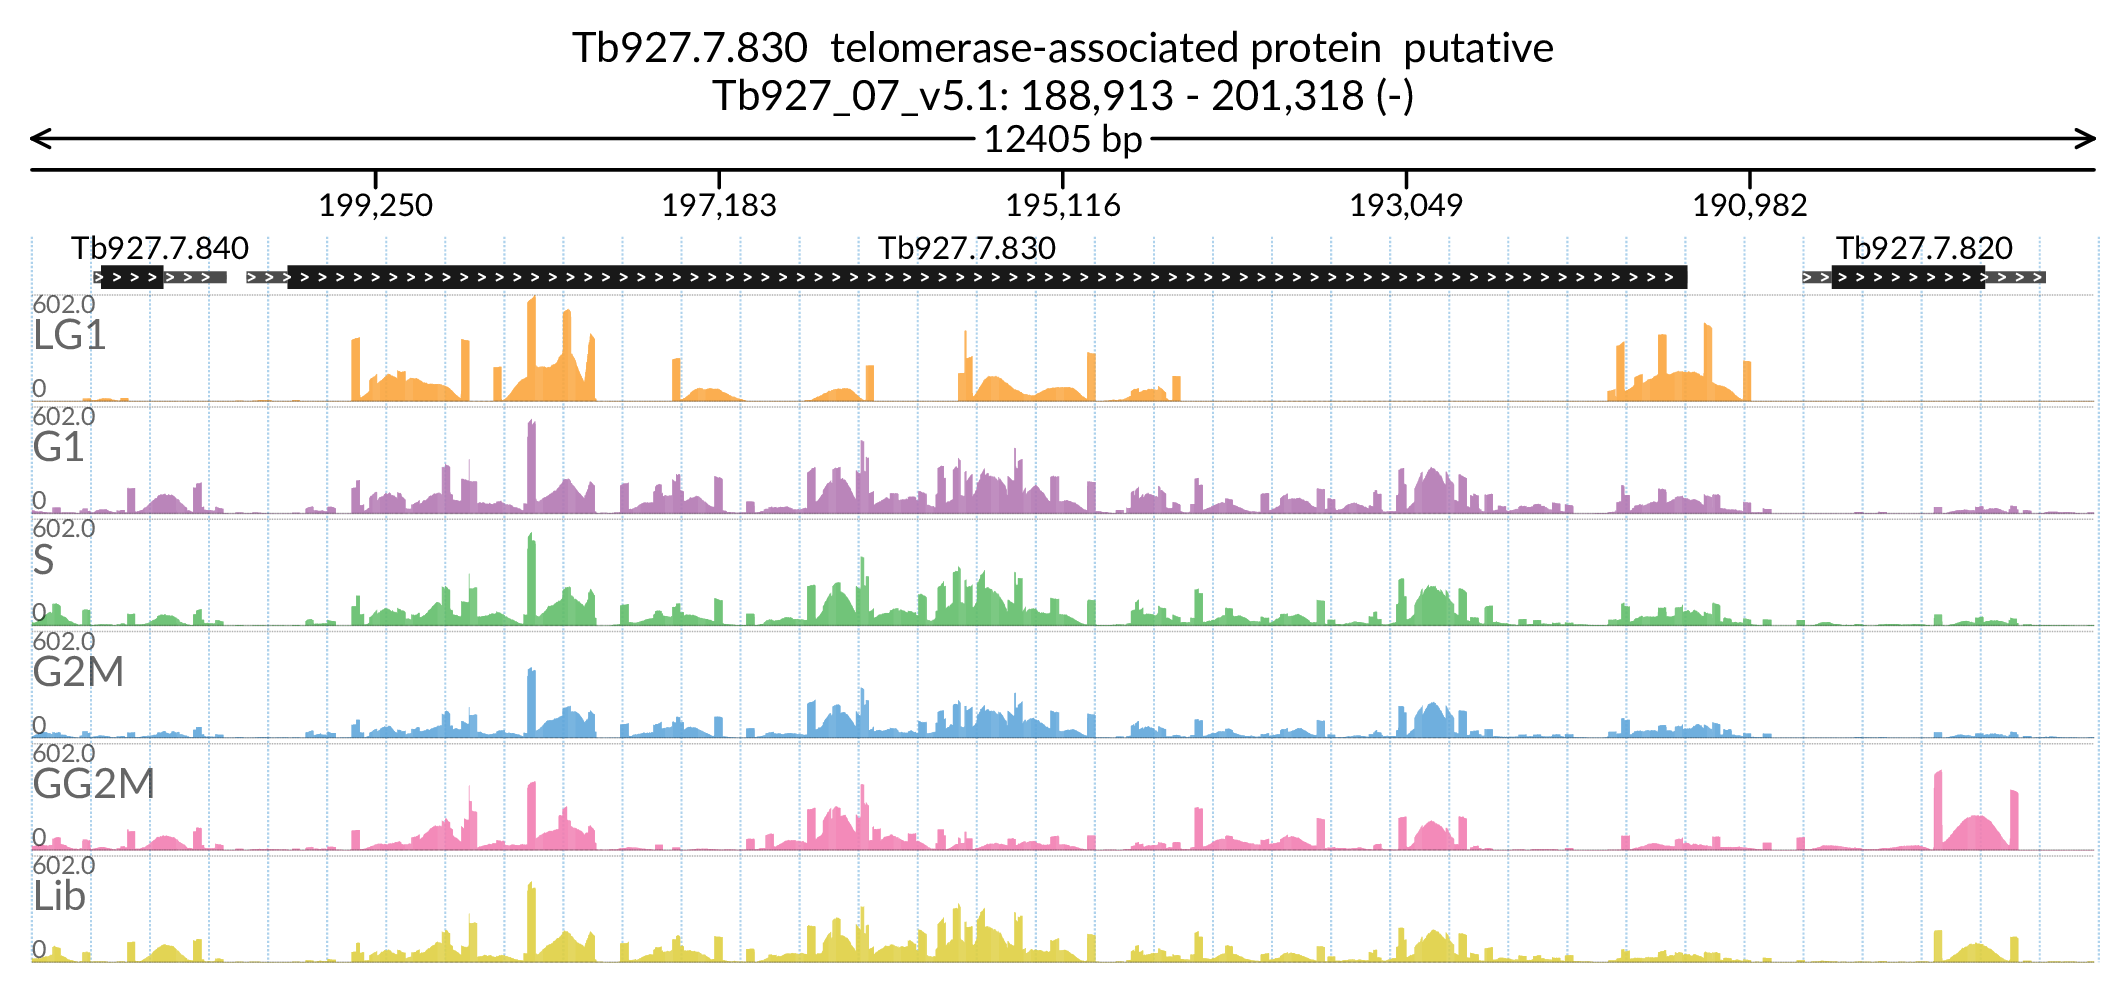 Tb927.7.830  telomerase-associated protein  putative
Tb927_07_v5.1: 188,913 - 201,318 (-)
12405 bp
199,250 197,183 195,116 193,049 190,982
Tb927.7.840 Tb927.7.830 Tb927.7.820
602.0
LG1
0
602.0
G1
0
602.0
S
0
602.0
G2M
0
602.0
GG2M
0
602.0
Lib
0